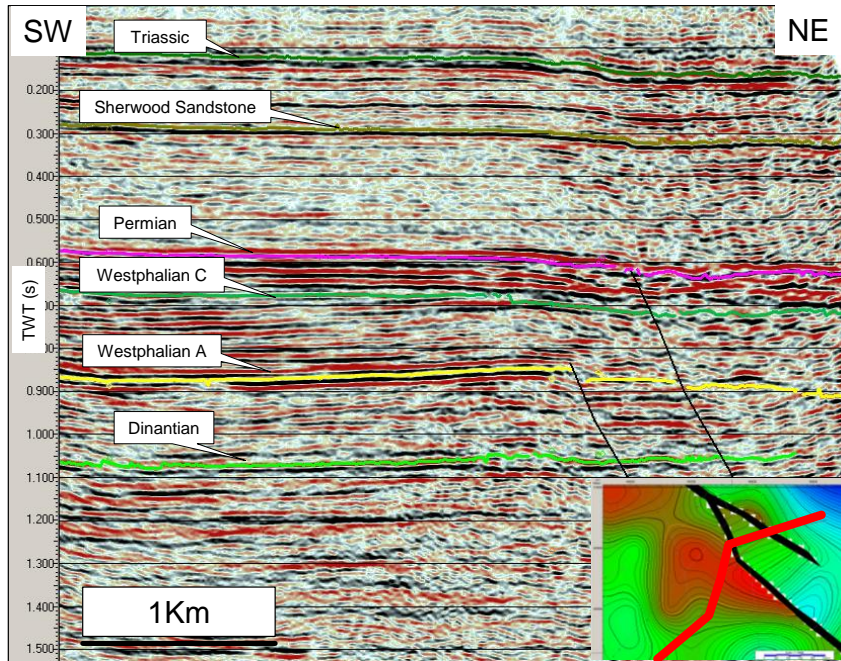 SW
NE
Triassic
0.200
Sherwood Sandstone
0.300
0.400
0.500
Permian
0.600
Westphalian C
TWT (s)
Westphalian A
0.900
1.000
Dinantian
1.100
1.200
1.300
1.400
1Km
1.500